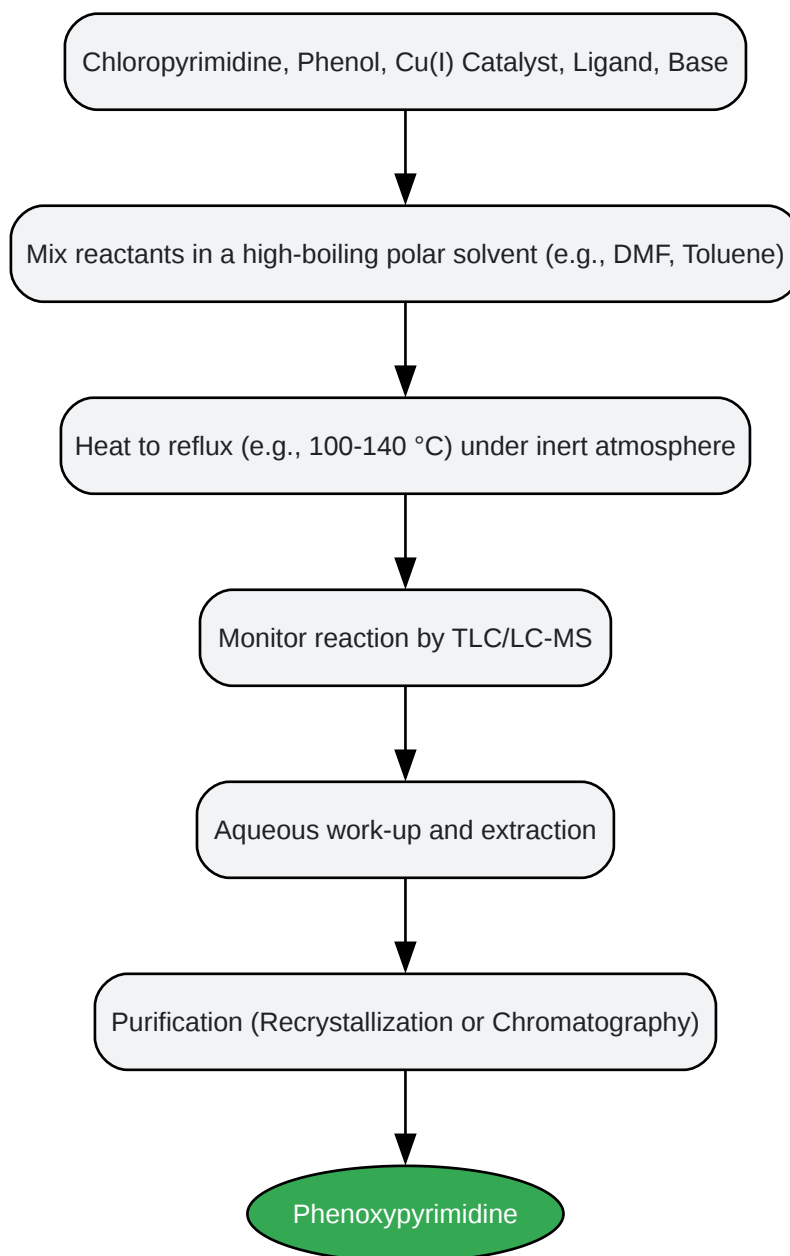 Chloropyrimidine, Phenol, Cu(I) Catalyst, Ligand, Base
Mix reactants in a high-boiling polar solvent (e.g., DMF, Toluene)
Heat to reflux (e.g., 100-140 °C) under inert atmosphere
Monitor reaction by TLC/LC-MS
Aqueous work-up and extraction
Purification (Recrystallization or Chromatography)
Phenoxypyrimidine